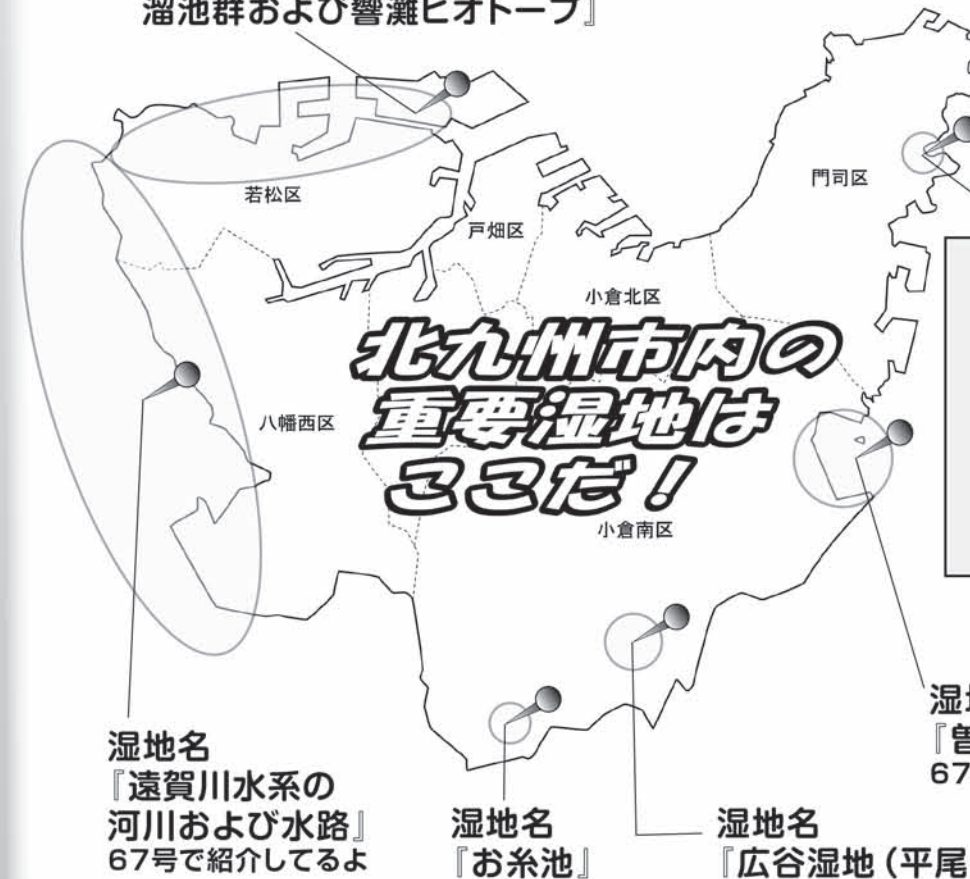 溜池群および響灘ビオトープ』
若松区
門司区
戸畑区
小倉北区
北九州市内の
重要湿地は
ここだ！
八幡西区
小倉南区
湿地名
『遠賀川水系の
河川および水路』
67号で紹介してるよ
湿地名
『お糸池』
湿地名
『広谷湿地（平尾
湿
『曽
67